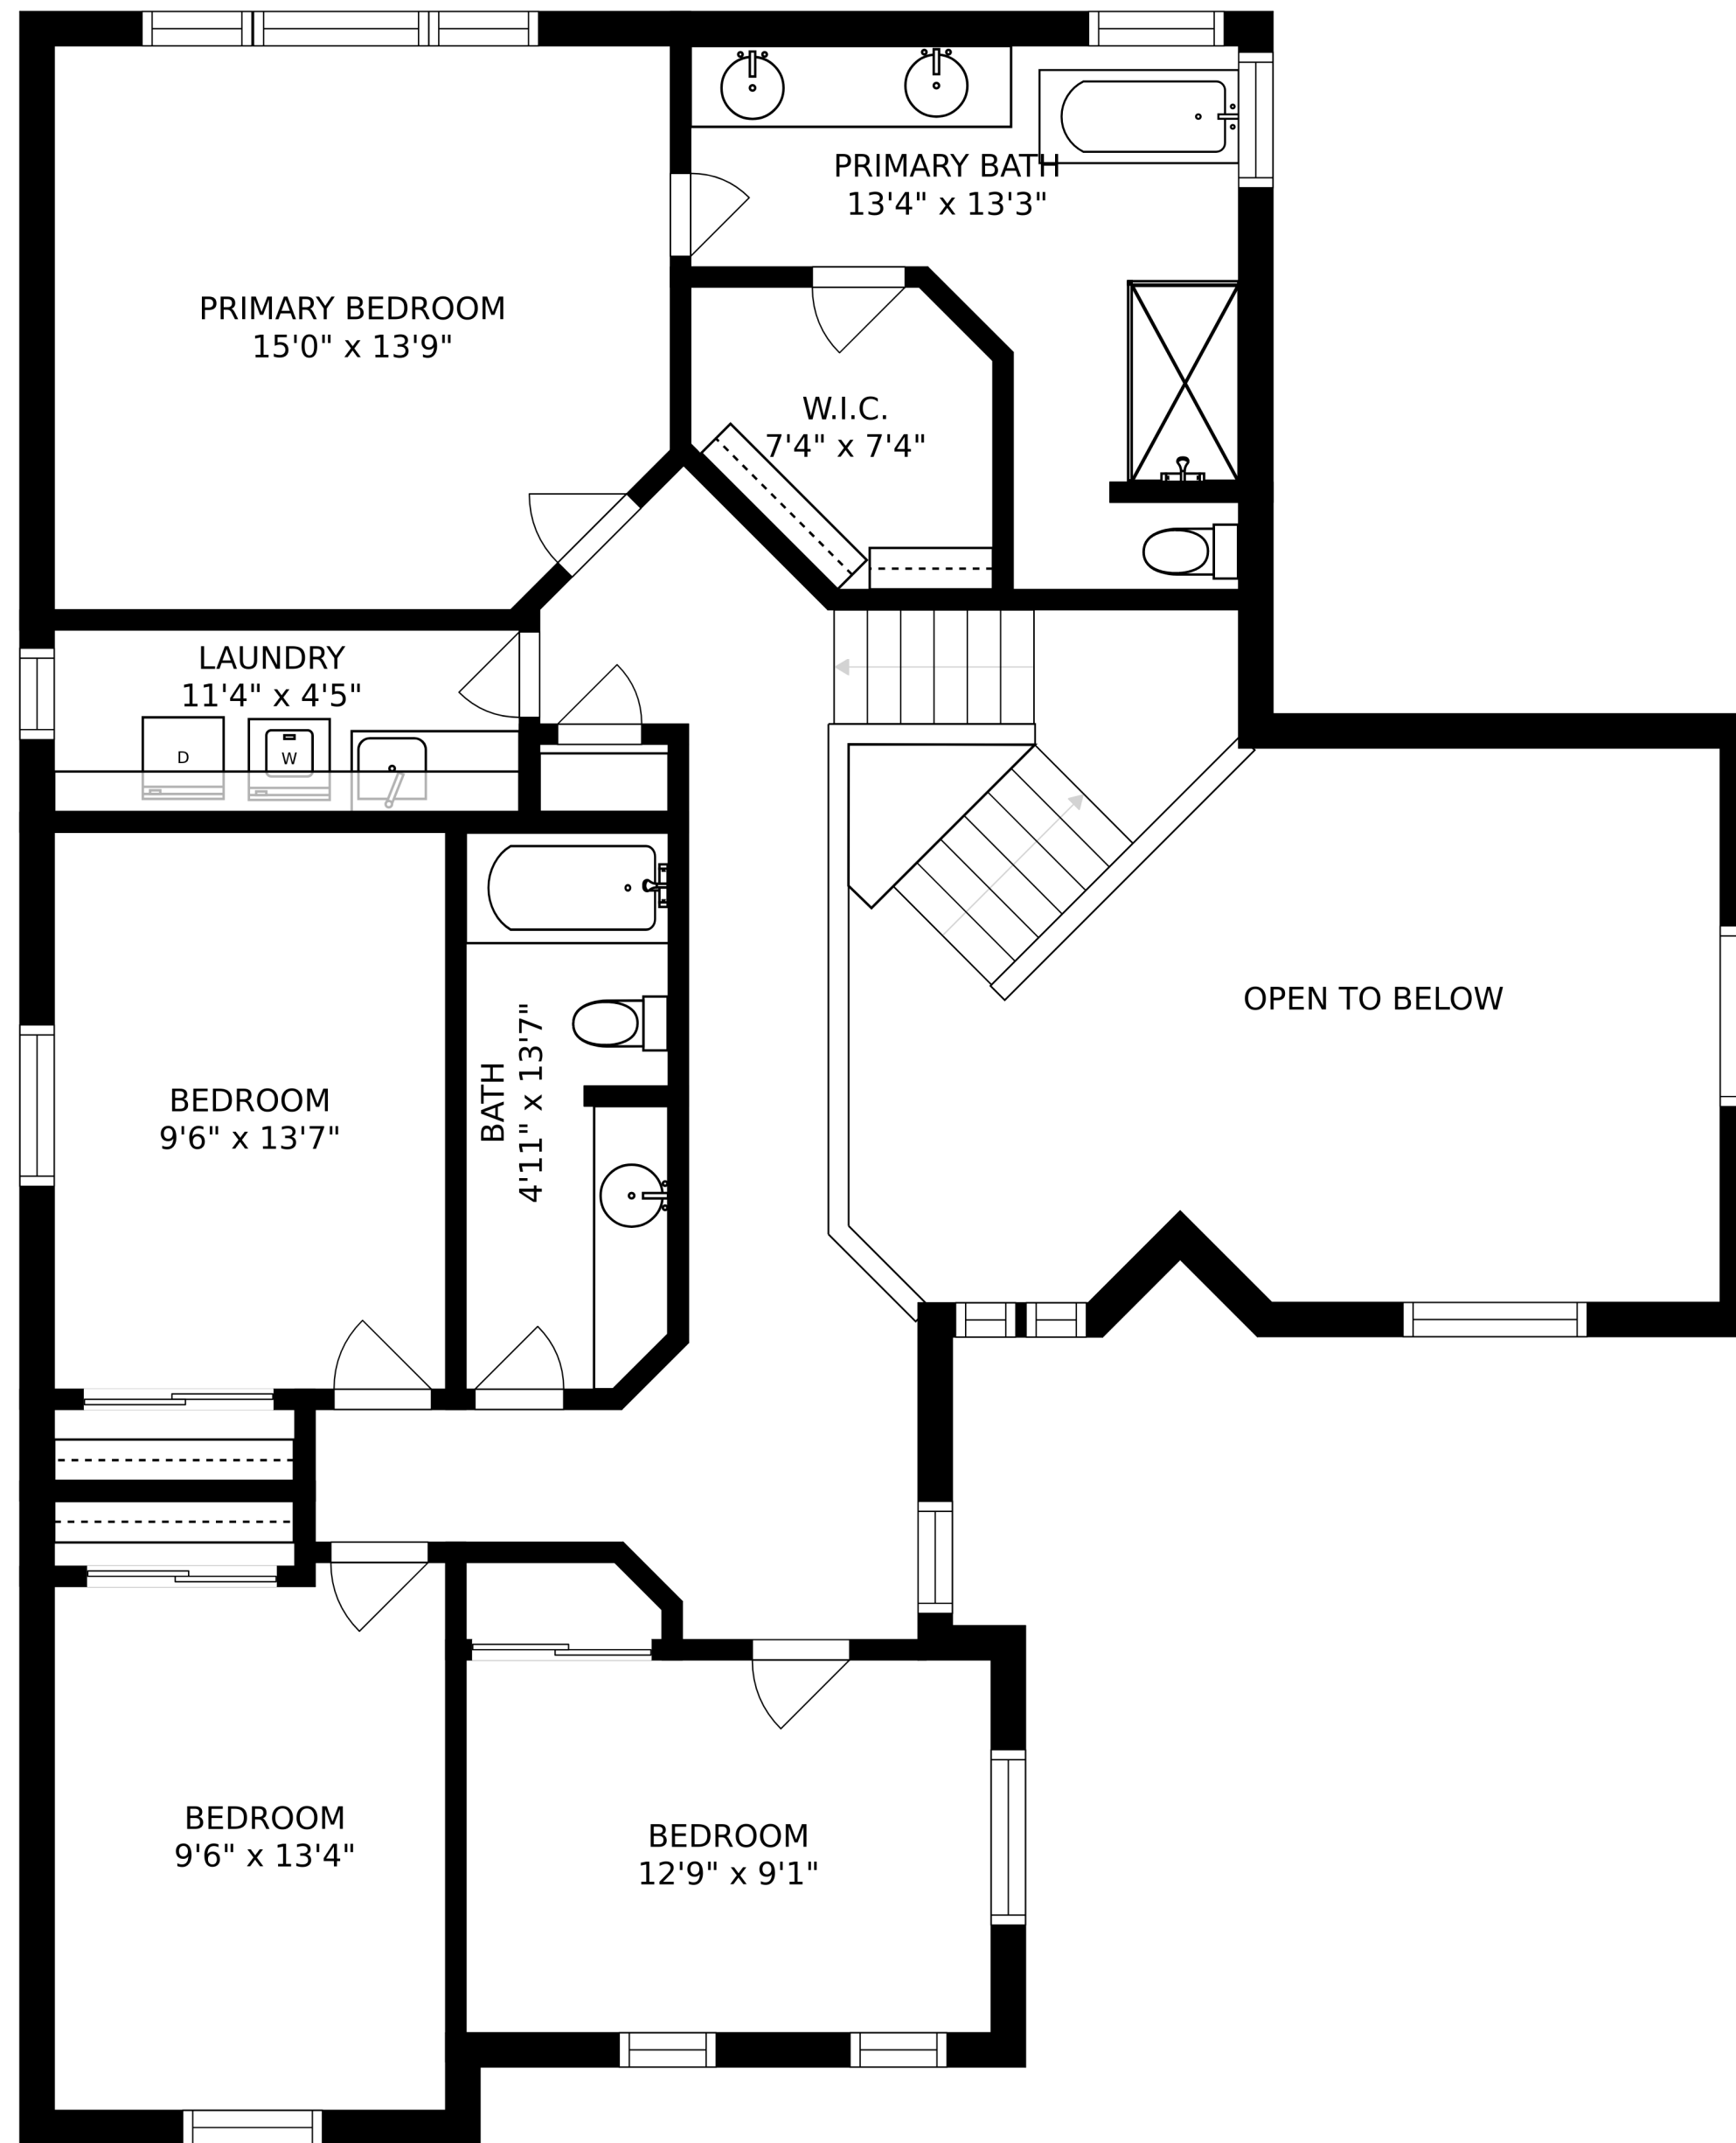 PRIMARY BATH
13'4" x 13'3"
PRIMARY BEDROOM
15'0" x 13'9"
W.I.C.
7'4" x 7'4"
LAUNDRY
11'4" x 4'5"
D
W
OPEN TO BELOW
BEDROOM
9'6" x 13'7"
BATH
4'11" x 13'7"
BEDROOM
9'6" x 13'4"
BEDROOM
12'9" x 9'1"